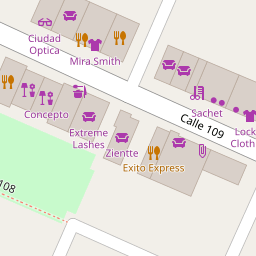 Ciudad
Optica
Mira Smith
Sachet
Calle 109
Lock
Cloth
Concepto
Extreme
Lashes
Zientte
Exito Express
108